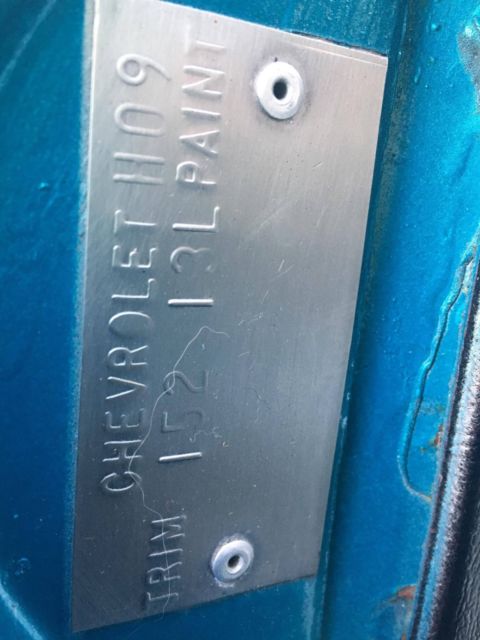 CHEVROLET H09
152 13L
TRIM PAINT